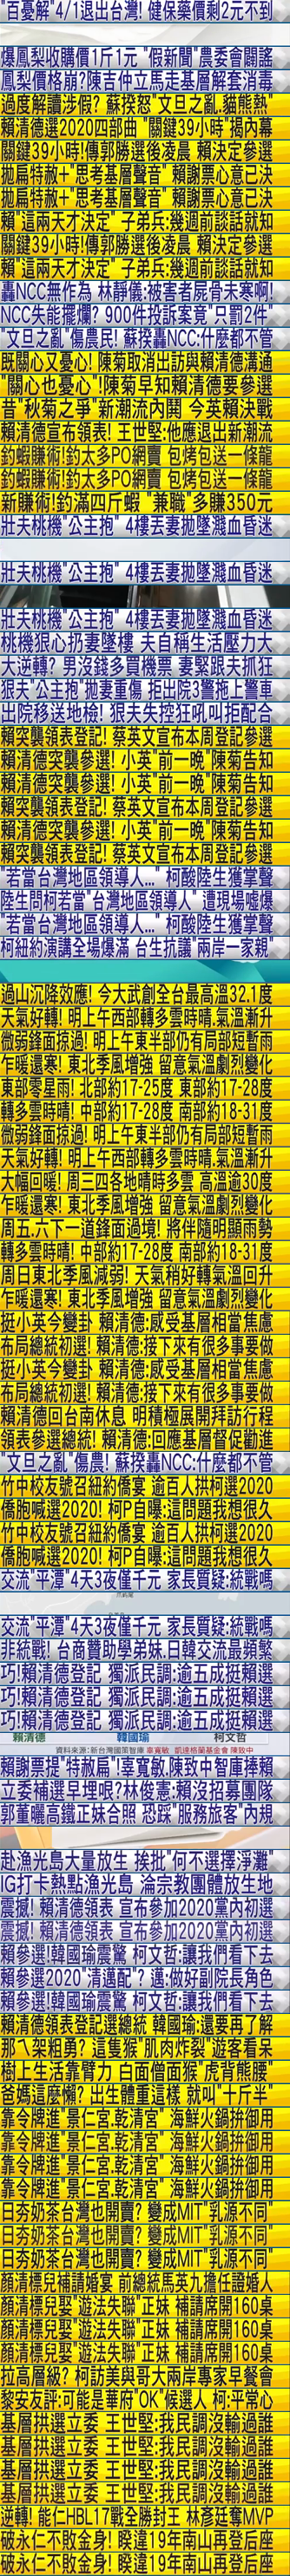 "百憂解"4/1退出台灣! 健保藥價剩2元不到
爆鳳梨收購價1斤1元 "假新聞"農委會闢謠
鳳梨價格崩?陳吉仲立馬走基層解套消毒
過度解讀涉假? 蘇揆怒"文旦之亂.貓熊熱"
賴清德選2020四部曲 "關鍵39小時"揭內幕
關鍵39小時!傳郭勝選後凌晨 賴決定參選
拋扁特赦+"思考基層聲音" 賴謝票心意已決
拋扁特赦+"思考基層聲音" 賴謝票心意已決
賴"這兩天才決定" 子弟兵:幾週前談話就知
關鍵39小時!傳郭勝選後凌晨 賴決定參選
賴"這兩天才決定" 子弟兵:幾週前談話就知
轟NCC無作為 林靜儀:被害者屍骨未寒啊!
NCC失能擺爛? 900件投訴案竟"只罰2件"
"文旦之亂"傷農民! 蘇揆轟NCC:什麼都不管
既關心又憂心! 陳菊取消出訪與賴清德溝通
"關心也憂心"!陳菊早知賴清德要參選
昔"秋菊之爭"新潮流內鬨 今英賴決戰
賴清德宣布領表! 王世堅:他應退出新潮流
釣蝦賺術!釣太多PO網賣 包烤包送一條龍
釣蝦賺術!釣太多PO網賣 包烤包送一條龍
新賺術!釣滿四斤蝦 "兼職"多賺350元
壯夫桃機"公主抱" 4樓丟妻拋墜濺血昏迷
壯夫桃機"公主抱" 4樓丟妻拋墜濺血昏迷
壯夫桃機"公主抱" 4樓丟妻拋墜濺血昏迷
桃機狠心扔妻墜樓 夫自稱生活壓力大
大逆轉? 男沒錢多買機票 妻緊跟夫抓狂
狠夫"公主抱"拋妻重傷 拒出院3警拖上警車
出院移送地檢! 狠夫失控狂吼叫拒配合
賴突襲領表登記! 蔡英文宣布本周登記參選
賴清德突襲參選! 小英"前一晚"陳菊告知
賴清德突襲參選! 小英"前一晚"陳菊告知
賴突襲領表登記! 蔡英文宣布本周登記參選
賴清德突襲參選! 小英"前一晚"陳菊告知
賴突襲領表登記! 蔡英文宣布本周登記參選
"若當台灣地區領導人..." 柯酸陸生獲掌聲
陸生問柯若當"台灣地區領導人" 遭現場噓爆
"若當台灣地區領導人..." 柯酸陸生獲掌聲
柯紐約演講全場爆滿 台生抗議"兩岸一家親"
過山沉降效應! 今大武創全台最高溫32.1度
天氣好轉! 明上午西部轉多雲時晴.氣溫漸升
微弱鋒面掠過! 明上午東半部仍有局部短暫雨
乍暖還寒! 東北季風增強 留意氣溫劇烈變化
東部零星雨! 北部約17-25度 東部約17-28度
轉多雲時晴! 中部約17-28度 南部約18-31度
微弱鋒面掠過! 明上午東半部仍有局部短暫雨
天氣好轉! 明上午西部轉多雲時晴.氣溫漸升
大幅回暖! 周三四各地晴時多雲 高溫逾30度
乍暖還寒! 東北季風增強 留意氣溫劇烈變化
周五.六下一道鋒面過境! 將伴隨明顯雨勢
轉多雲時晴! 中部約17-28度 南部約18-31度
周日東北季風減弱! 天氣稍好轉氣溫回升
乍暖還寒! 東北季風增強 留意氣溫劇烈變化
挺小英今變卦 賴清德:感受基層相當焦慮
布局總統初選! 賴清德:接下來有很多事要做
挺小英今變卦 賴清德:感受基層相當焦慮
布局總統初選! 賴清德:接下來有很多事要做
賴清德回台南休息 明積極展開拜訪行程
領表參選總統! 賴清德:回應基層督促勸進
"文旦之亂"傷農! 蘇揆轟NCC:什麼都不管
竹中校友號召紐約僑宴 逾百人拱柯選2020
僑胞喊選2020! 柯P自曝:這問題我想很久
竹中校友號召紐約僑宴 逾百人拱柯選2020
僑胞喊選2020! 柯P自曝:這問題我想很久
交流"平潭"4天3夜僅千元 家長質疑:統戰嗎
交流"平潭"4天3夜僅千元 家長質疑:統戰嗎
非統戰! 台商贊助學弟妹.日韓交流最頻繁
巧!賴清德登記 獨派民調:逾五成挺賴選
巧!賴清德登記 獨派民調:逾五成挺賴選
巧!賴清德登記 獨派民調:逾五成挺賴選
賴清德 韓國瑜 柯文哲
資料來源:新台灣國策智庫 辜寬敏 凱達格蘭基金會 陳致中
賴謝票提"特赦扁"!辜寬敏.陳致中智庫捧賴
立委補選早埋哏?林俊憲:賴沒招募團隊
郭董曬高鐵正妹合照 恐踩"服務旅客"內規
赴漁光島大量放生 挨批"何不選擇淨灘"
IG打卡熱點漁光島 淪宗教團體放生地
震撼! 賴清德領表 宣布參加2020黨內初選
震撼! 賴清德領表 宣布參加2020黨內初選
賴參選!韓國瑜震驚 柯文哲:讓我們看下去
賴參選2020"清邁配"? 邁:做好副院長角色
賴參選!韓國瑜震驚 柯文哲:讓我們看下去
賴清德領表登記選總統 韓國瑜:還要再了解
那ㄟ架粗勇? 這隻猴"肌肉炸裂"遊客看呆
樹上生活靠臂力 白面僧面猴"虎背熊腰"
爸媽這麼懶? 出生體重這樣 就叫"十斤半"
靠令牌進"景仁宮.乾清宮" 海鮮火鍋拚御用
靠令牌進"景仁宮.乾清宮" 海鮮火鍋拚御用
靠令牌進"景仁宮.乾清宮" 海鮮火鍋拚御用
靠令牌進"景仁宮.乾清宮" 海鮮火鍋拚御用
日夯奶茶台灣也開賣? 變成MIT"乳源不同"
日夯奶茶台灣也開賣? 變成MIT"乳源不同"
日夯奶茶台灣也開賣? 變成MIT"乳源不同"
顏清標兒補請婚宴 前總統馬英九擔任證婚人
顏清標兒娶"遊法失聯"正妹 補請席開160桌
顏清標兒娶"遊法失聯"正妹 補請席開160桌
顏清標兒娶"遊法失聯"正妹 補請席開160桌
拉高層級? 柯訪美與哥大兩岸專家早餐會
黎安友評:可能是華府"OK"候選人 柯:平常心
基層拱選立委 王世堅:我民調沒輸過誰
基層拱選立委 王世堅:我民調沒輸過誰
基層拱選立委 王世堅:我民調沒輸過誰
基層拱選立委 王世堅:我民調沒輸過誰
逆轉! 能仁HBL17戰全勝封王 林彥廷奪MVP
破永仁不敗金身! 睽違19年南山再登后座
破永仁不敗金身! 睽違19年南山再登后座